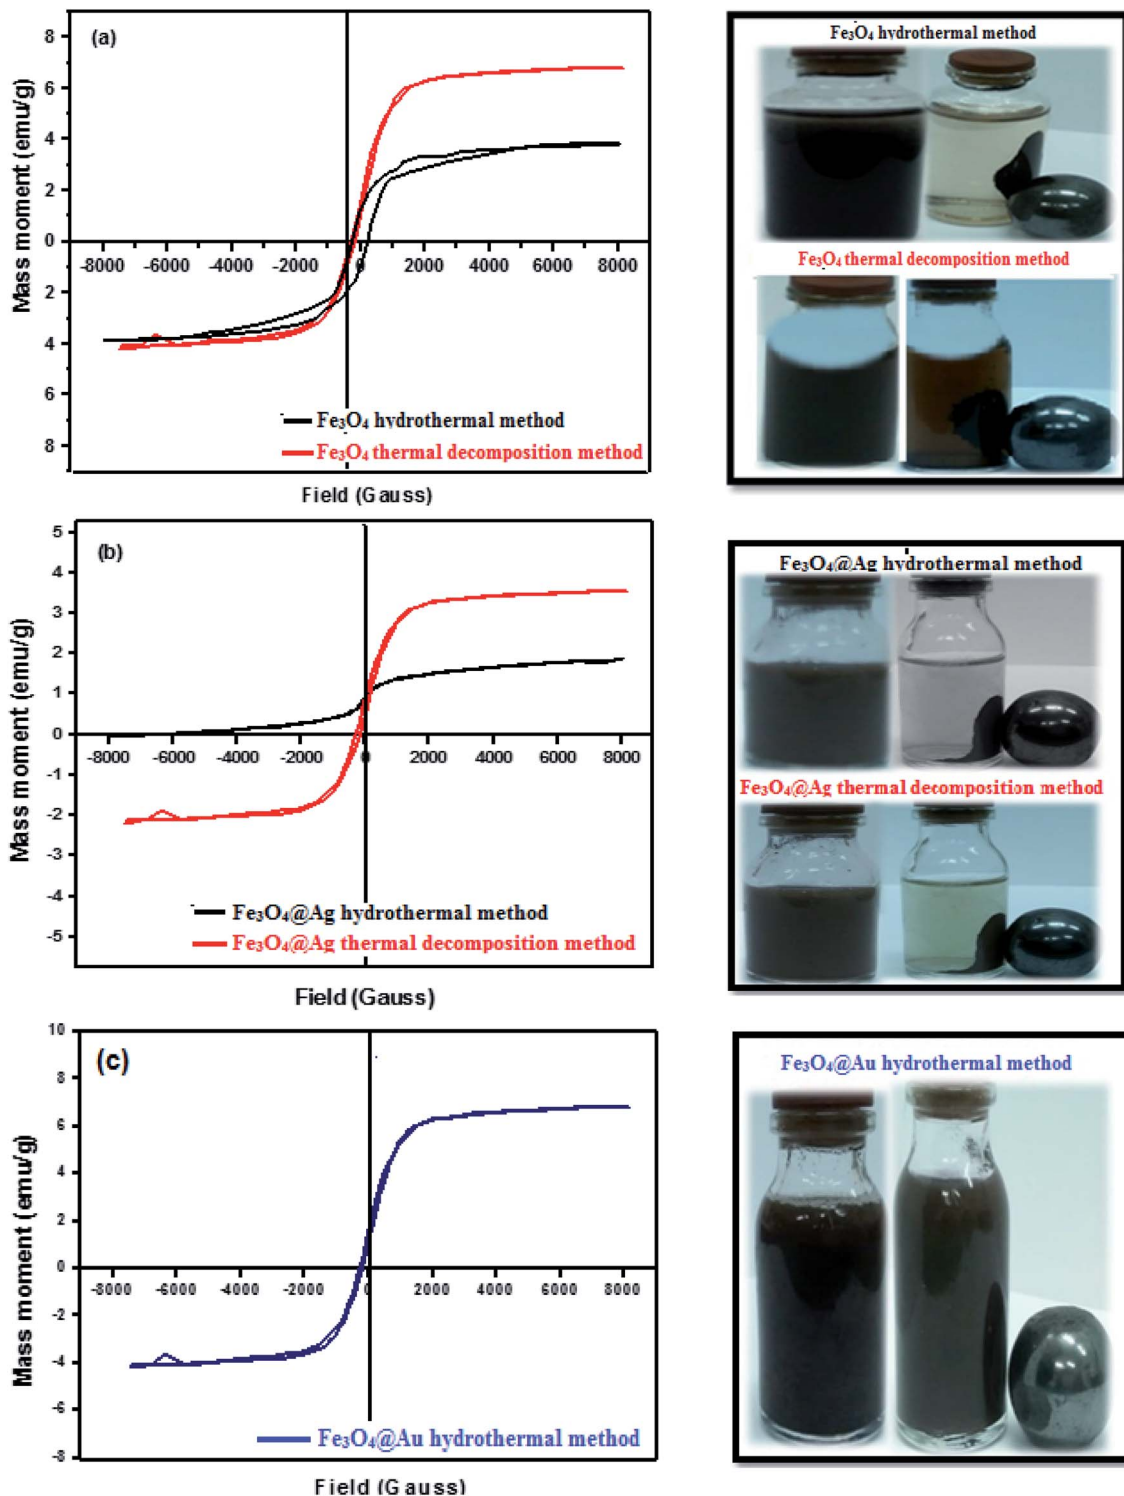 (a)
Mass moment (emu/g)
8
6
4
2
0
2
4
6
8
-8000 -6000 -4000 -2000 0 2000 4000 6000 8000
Fe₃O₄ hydrothermal method
Fe₃O₄ thermal decomposition method
Field (Gauss)
Fe₃O₄ hydrothermal method
Fe₃O₄ thermal decomposition method
(b)
Mass moment (emu/g)
5
4
3
2
1
0
-1
-2
-3
-4
-5
-8000 -6000 -4000 -2000 0 2000 4000 6000 8000
Fe₃O₄@Ag hydrothermal method
Fe₃O₄@Ag thermal decomposition method
Field (Gauss)
Fe₃O₄@Ag hydrothermal method
Fe₃O₄@Ag thermal decomposition method
(c)
Mass moment (emu/g)
10
8
6
4
2
0
-2
-4
-6
-8
-8000 -6000 -4000 -2000 0 2000 4000 6000 8000
Fe₃O₄@Au hydrothermal method
Field (Gauss)
Fe₃O₄@Au hydrothermal method